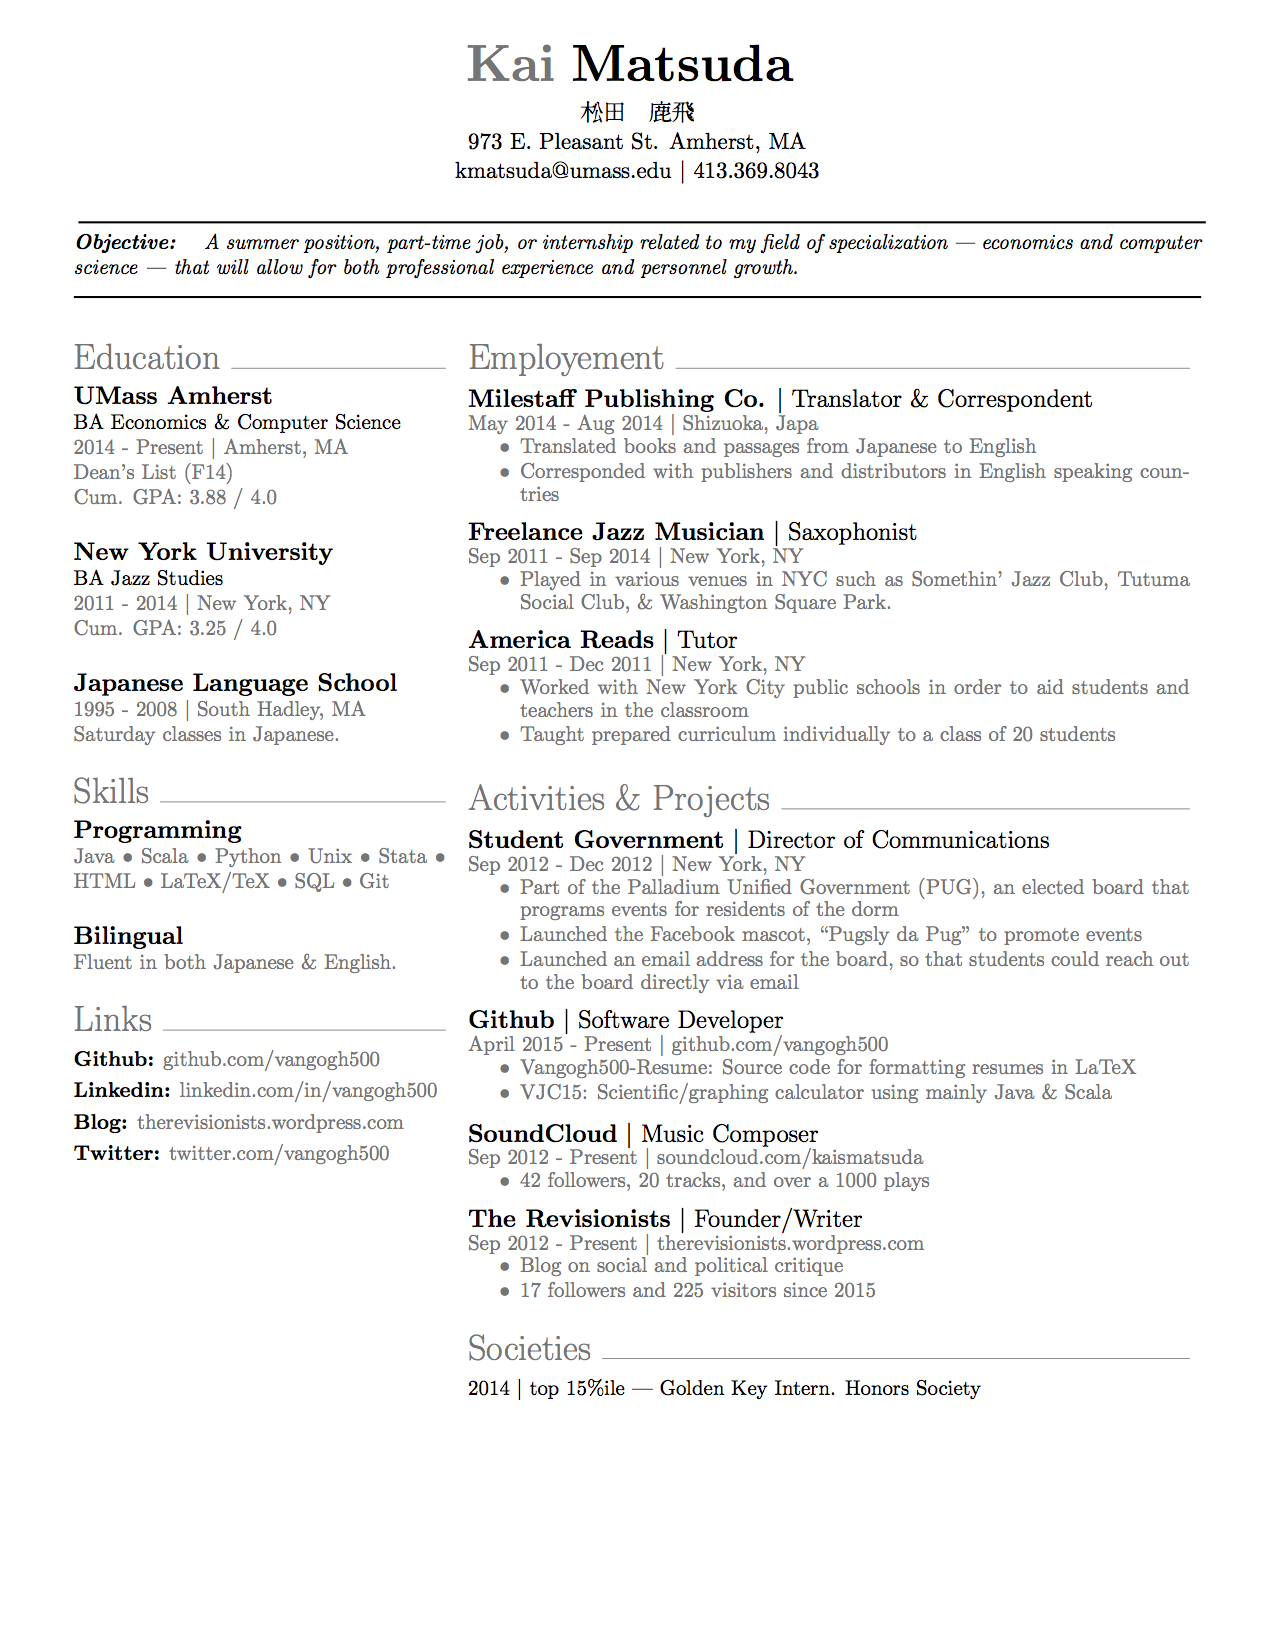 Kai Matsuda
松田　鹿飛
973 E. Pleasant St. Amherst, MA
kmatsuda@umass.edu | 413.369.8043
Objective: A summer position, part-time job, or internship related to my field of specialization — economics and computer
science — that will allow for both professional experience and personnel growth.
Education
UMass Amherst
BA Economics & Computer Science
2014 - Present | Amherst, MA
Dean's List (F14)
Cum. GPA: 3.88 / 4.0
New York University
BA Jazz Studies
2011 - 2014 | New York, NY
Cum. GPA: 3.25 / 4.0
Japanese Language School
1995 - 2008 | South Hadley, MA
Saturday classes in Japanese.
Skills
Programming
Java • Scala • Python • Unix • Stata •
HTML • LaTeX/TeX • SQL • Git
Bilingual
Fluent in both Japanese & English.
Links
Github: github.com/vangogh500
Linkedin: linkedin.com/in/vangogh500
Blog: therevisionists.wordpress.com
Twitter: twitter.com/vangogh500
Employement
Milestaff Publishing Co. | Translator & Correspondent
May 2014 - Aug 2014 | Shizuoka, Japa
• Translated books and passages from Japanese to English
• Corresponded with publishers and distributors in English speaking coun-
tries
Freelance Jazz Musician | Saxophonist
Sep 2011 - Sep 2014 | New York, NY
• Played in various venues in NYC such as Somethin' Jazz Club, Tutuma
Social Club, & Washington Square Park.
America Reads | Tutor
Sep 2011 - Dec 2011 | New York, NY
• Worked with New York City public schools in order to aid students and
teachers in the classroom
• Taught prepared curriculum individually to a class of 20 students
Activities & Projects
Student Government | Director of Communications
Sep 2012 - Dec 2012 | New York, NY
• Part of the Palladium Unified Government (PUG), an elected board that
programs events for residents of the dorm
• Launched the Facebook mascot, “Pugsly da Pug” to promote events
• Launched an email address for the board, so that students could reach out
to the board directly via email
Github | Software Developer
April 2015 - Present | github.com/vangogh500
• Vangogh500-Resume: Source code for formatting resumes in LaTeX
• VJC15: Scientific/graphing calculator using mainly Java & Scala
SoundCloud | Music Composer
Sep 2012 - Present | soundcloud.com/kaismatsuda
• 42 followers, 20 tracks, and over a 1000 plays
The Revisionists | Founder/Writer
Sep 2012 - Present | therevisionists.wordpress.com
• Blog on social and political critique
• 17 followers and 225 visitors since 2015
Societies
2014 | top 15%ile — Golden Key Intern. Honors Society